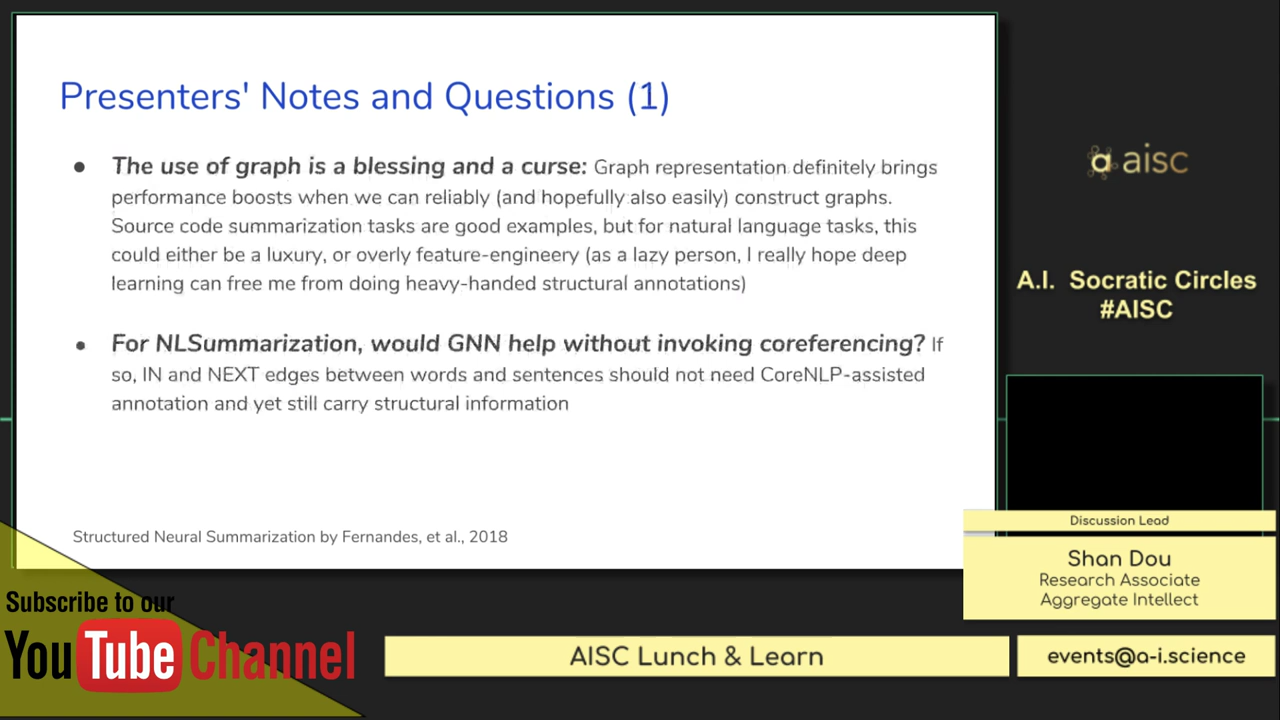 Presenters' Notes and Questions (1)
● The use of graph is a blessing and a curse: Graph representation definitely brings
performance boosts when we can reliably (and hopefully also easily) construct graphs.
Source code summarization tasks are good examples, but for natural language tasks, this
could either be a luxury, or overly feature-engineery (as a lazy person, I really hope deep
learning can free me from doing heavy-handed structural annotations)
● For NLSummarization, would GNN help without invoking coreferencing? If
so, IN and NEXT edges between words and sentences should not need CoreNLP-assisted
annotation and yet still carry structural information
Structured Neural Summarization by Fernandes, et al., 2018
a aisc
A.I. Socratic Circles
#AISC
Discussion Lead
Shan Dou
Research Associate
Aggregate Intellect
Subscribe to our
YouTube Channel
AISC Lunch & Learn
events@a-i.science